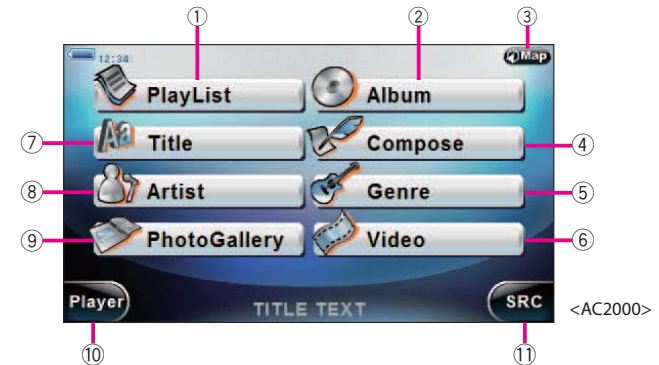 ① ② ③
12:34 Map
PlayList Album
⑦ Title Compose ④
⑧ Artist Genre ⑤
⑨ PhotoGallery Video ⑥
Player TITLE TEXT SRC <AC2000>
⑩ ⑪